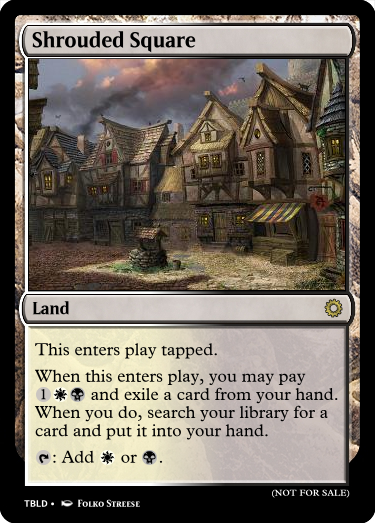 Shrouded Square
Land
This enters play tapped.
When this enters play, you may pay
1 and exile a card from your hand.
When you do, search your library for a
card and put it into your hand.
: Add or .
TBLD • Folko Streese
(NOT FOR SALE)